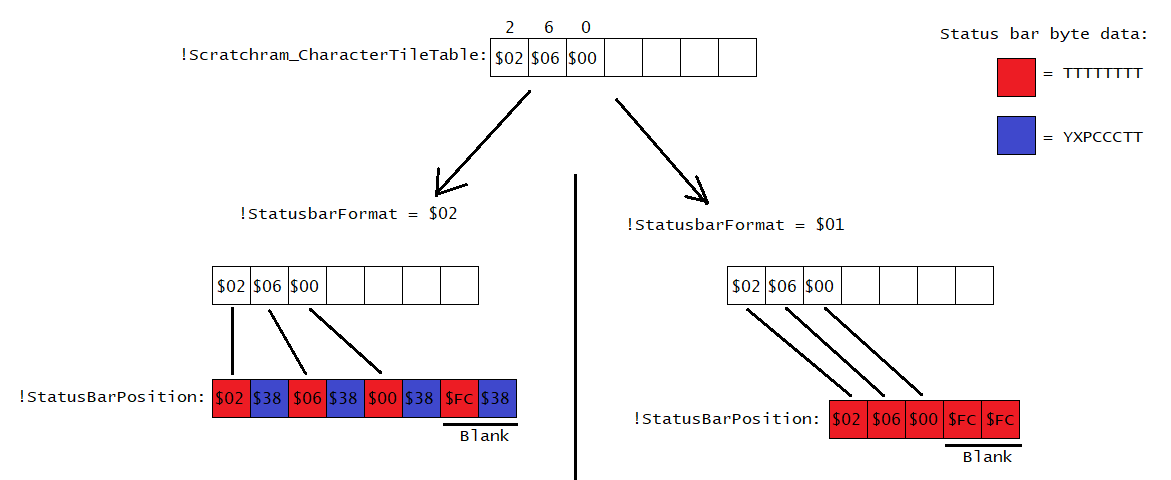 2 6 0
!Scratchram_CharacterTileTable: $02 $06 $00
Status bar byte data:
= TTTTTTTT
= YXPCCCTT
!StatusbarFormat = $02
!StatusbarFormat = $01
$02 $06 $00
$02 $06 $00
!StatusBarPosition: $02 $38 $06 $38 $00 $38 $FC $38
Blank
!StatusBarPosition: $02 $06 $00 $FC $FC
Blank